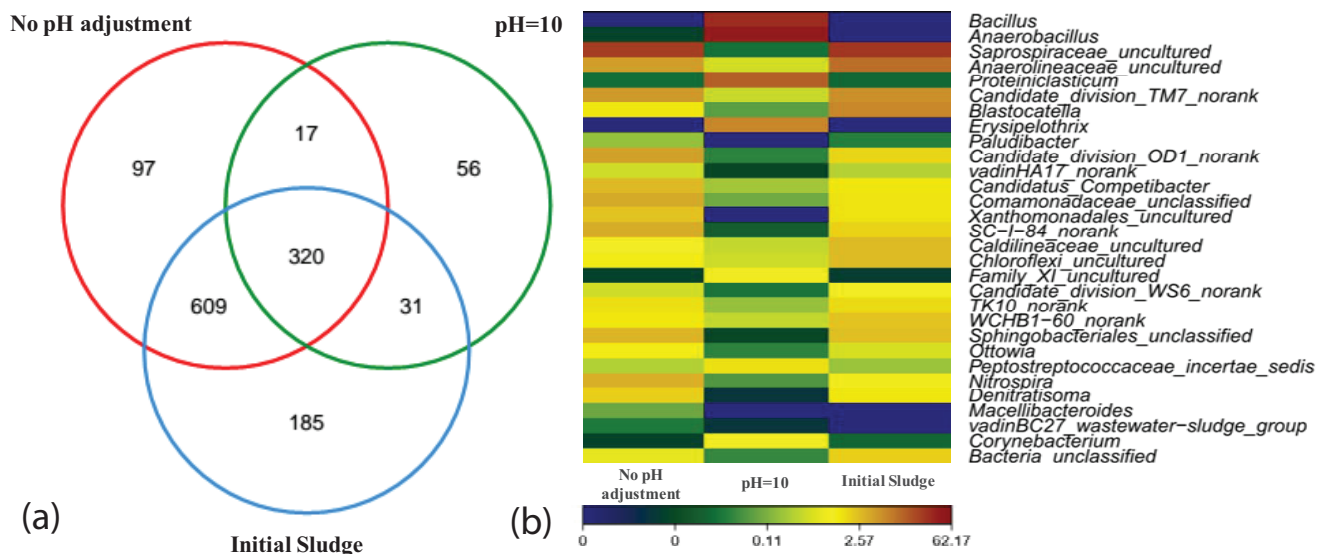 No pH adjustment
pH=10
17
97
56
320
609
31
185
(a)
Initial Sludge
Bacillus
Anaerobacillus
Saprospiraceae_uncultured
Anaerolineaceae_uncultured
Proteiniclasticum
Candidate_division_TM7_norank
Blastocatella
Erysipelothrix
Paludibacter
Candidate_division_OD1_norank
vadinHA17_norank
Candidatus_Competibacter
Comamonadaceae_unclassified
Xanthomonadales_uncultured
SC-I-84_norank
Caldilineaceae_uncultured
Chloroflexi_uncultured
Family_XI_uncultured
Candidate_division_WS6_norank
TK10_norank
WCHB1-60_norank
Sphingobacteriales_unclassified
Ottowia
Peptostreptococcaceae_incertae_sedis
Nitrospira
Denitratisoma
Macellibacteroides
vadinBC27_wastewater-sludge_group
Corynebacterium
Bacteria_unclassified
No pH
adjustment
pH=10
Initial Sludge
(b)
0 0 0.11 2.57 62.17